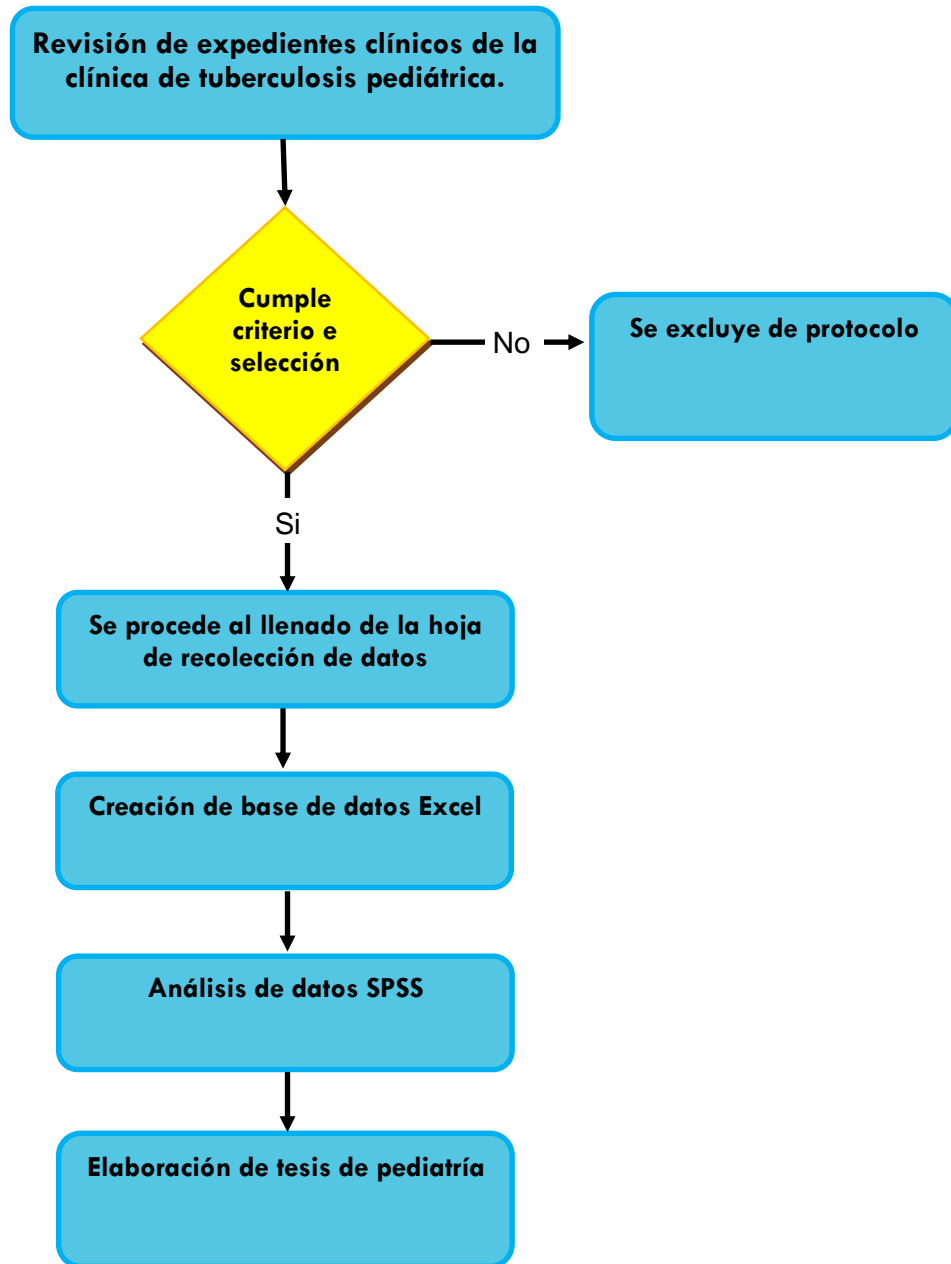 Revisión de expedientes clínicos de la
clínica de tuberculosis pediátrica.
Cumple
criterio e
selección
No
Se excluye de protocolo
Si
Se procede al llenado de la hoja
de recolección de datos
Creación de base de datos Excel
Análisis de datos SPSS
Elaboración de tesis de pediatría